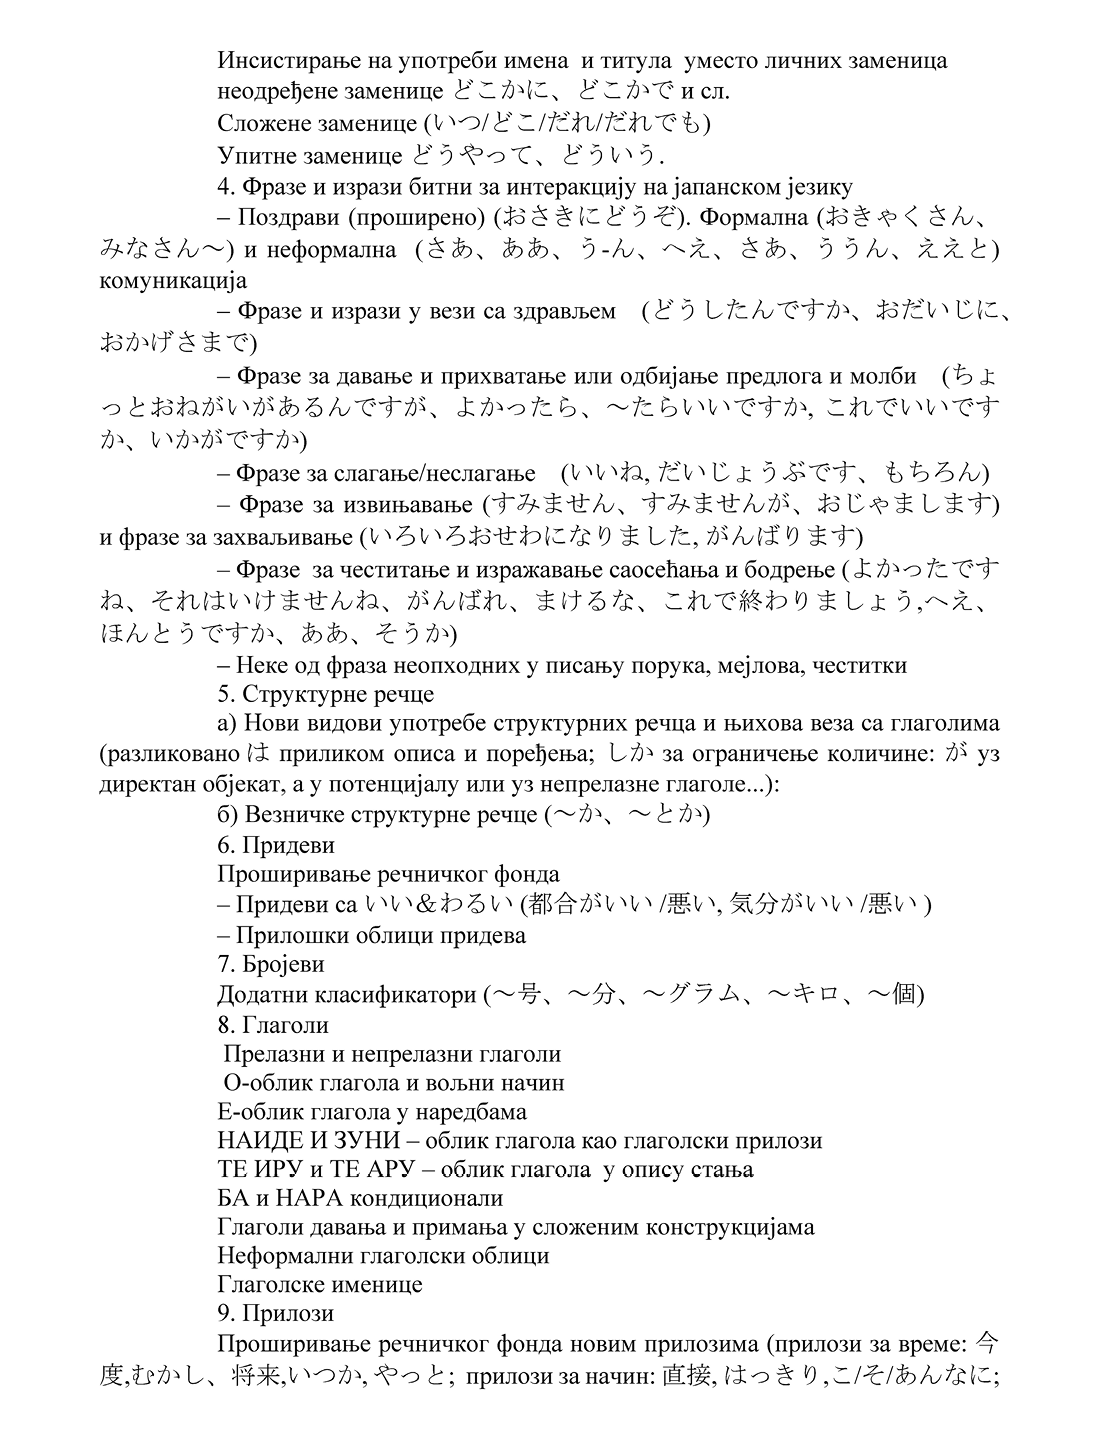 Инсистирање на употреби имена и титула уместо личних заменица
неодређене заменице どこかに、どこかで и сл.
Сложене заменице (いつ/どこ/だれ/だれでも)
Упитне заменице どうやって、どういう.
4. Фразе и изрази битни за интеракцију на јапанском језику
– Поздрави (проширено) (おさきにどうぞ). Формална (おきゃくさん、
みなさん～) и неформална (さあ、ああ、う-ん、へえ、さあ、ううん、ええと)
комуникација
– Фразе и изрази у вези са здрављем (どうしたんですか、おだいじに、
おかげさまで)
– Фразе за давање и прихватање или одбијање предлога и молби (ちょ
っとおねがいがあるんですが、よかったら、～たらいいですか, これでいいです
か、いかがですか)
– Фразе за слагање/неслагање (いいね, だいじょうぶです、もちろん)
– Фразе за извињавање (すみません、すみませんが、おじゃまします)
и фразе за захваљивање (いろいろおせわになりました, がんばります)
– Фразе за честитање и изражавање саосећања и бодрење (よかったです
ね、それはいけませんね、がんばれ、まけるな、これで終わりましょう,へえ、
ほんとうですか、ああ、そうか)
– Неке од фраза неопходних у писању порука, мејлова, честитки
5. Структурне речце
а) Нови видови употребе структурних речца и њихова веза са глаголима
(разликовано は приликом описа и поређења; しか за ограничење количине: が уз
директан објекат, а у потенцијалу или уз непрелазне глаголе...):
б) Везничке структурне речце (～か、～とか)
6. Придеви
Проширивање речничког фонда
– Придеви са いい&わるい (都合がいい /悪い, 気分がいい /悪い )
– Прилошки облици придева
7. Бројеви
Додатни класификатори (～号、～分、～グラム、～キロ、～個)
8. Глаголи
Прелазни и непрелазни глаголи
О-облик глагола и вољни начин
Е-облик глагола у наредбама
НАИДЕ И ЗУНИ – облик глагола као глаголски прилози
ТЕ ИРУ и ТЕ АРУ – облик глагола у опису стања
БА и НАРА кондиционали
Глаголи давања и примања у сложеним конструкцијама
Неформални глаголски облици
Глаголске именице
9. Прилози
Проширивање речничког фонда новим прилозима (прилози за време: 今
度,むかし、将来,いつか, やっと; прилози за начин: 直接, はっきり,こ/そ/あんなに;